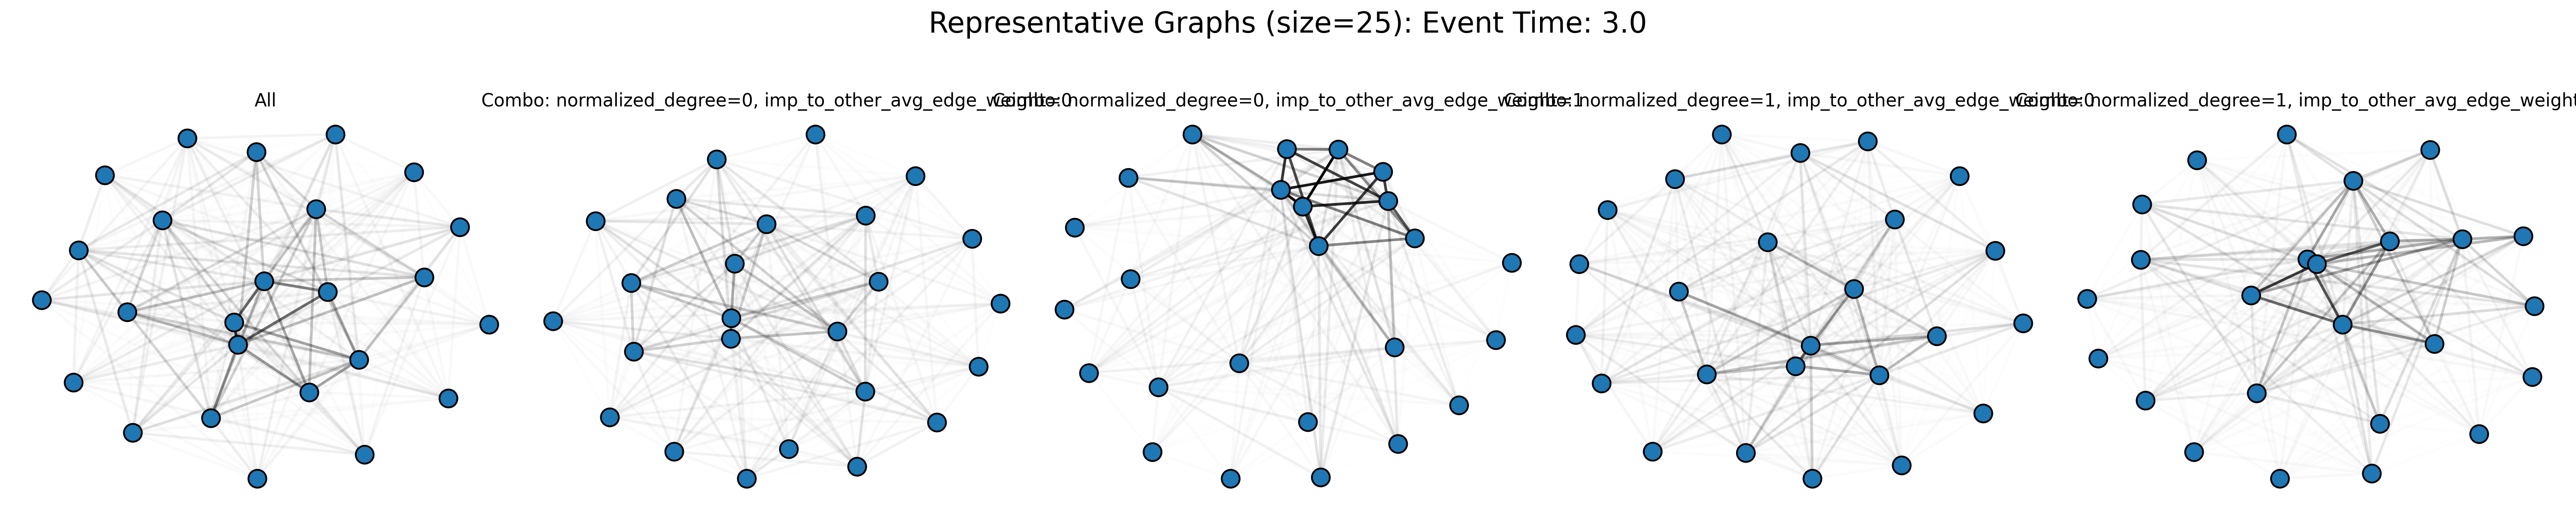 Representative Graphs (size=25): Event Time: 3.0
All
Combo: normalized_degree=0, imp_to_other_avg_edge_weight=0
Combo: normalized_degree=0, imp_to_other_avg_edge_weight=1
Combo: normalized_degree=1, imp_to_other_avg_edge_weight=0
Combo: normalized_degree=1, imp_to_other_avg_edge_weight